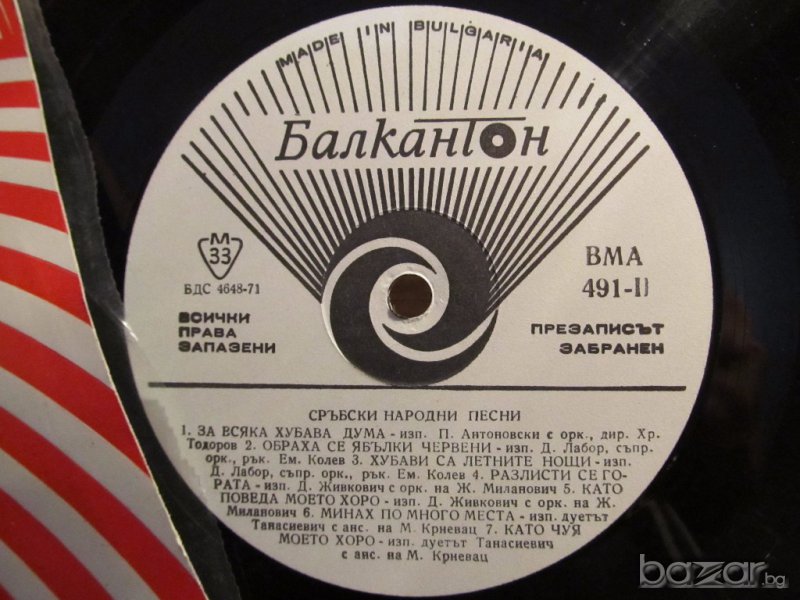 MADE IN BULGARIA
Балкантон
М
33
БДС 4648-71
ВМА
491-II
ВСИЧКИ
ПРАВА
ЗАПАЗЕНИ
ПРЕЗАПИСЪТ
ЗАБРАНЕН
СРЪБСКИ НАРОДНИ ПЕСНИ
1. ЗА ВСЯКА ХУБАВА ДУМА - изп. П. Антоновски с орк., дир. Хр.
Тодоров 2. ОБРАХА СЕ ЯБЪЛКИ ЧЕРВЕНИ - изп. Д. Лабор, съпр.
орк., рък. Ем. Колев 3. ХУБАВИ СА ЛЕТНИТЕ НОЩИ - изп.
Д. Лабор, съпр. орк., рък. Ем. Колев 4. РАЗЛИСТИ СЕ ГО-
РАТА - изп. Д. Живкович с орк. на Ж. Миланович 5. КАТО
ПОВЕДА МОЕТО ХОРО - изп. Д. Живкович с орк. на Ж.
Миланович 6. МИНАХ ПО МНОГО МЕСТА - изп. дуетът
Танасиевич с анс. на М. Крневац 7. КАТО ЧУЯ
МОЕТО ХОРО - изп. дуетът Танасиевич
с анс. на М. Крневац
bazar.bg